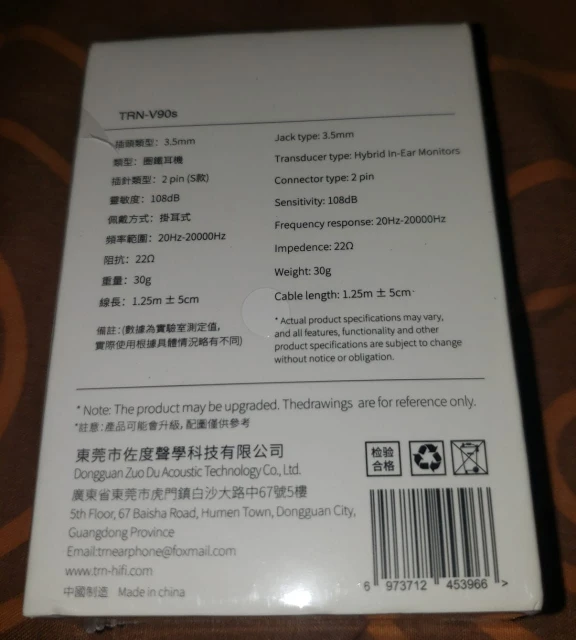 TRN-V90s
插頭類型：3.5mm
類型：圈鐵耳機
插針類型：2 pin (S款)
靈敏度：108dB
佩戴方式：掛耳式
頻率範圍：20Hz-20000Hz
阻抗：22Ω
重量：30g
線長：1.25m ± 5cm
備註：(數據為實驗室測定值，
實際使用根據具體情況略有不同)
Jack type: 3.5mm
Transducer type: Hybrid In-Ear Monitors
Connector type: 2 pin
Sensitivity: 108dB
Frequency response: 20Hz-20000Hz
Impedence: 22Ω
Weight: 30g
Cable length: 1.25m ± 5cm
* Actual product specifications may vary,
and all features, functionality and other
product specifications are subject to change
without notice or obligation.
* Note: The product may be upgraded. Thedrawings are for reference only.
*註意：產品可能會升級，配圖僅供參考
東莞市佐度聲學科技有限公司
Dongguan Zuo Du Acoustic Technology Co., Ltd.
廣東省東莞市虎門鎮白沙大路中67號5樓
5th Floor, 67 Baisha Road, Humen Town, Dongguan City,
Guangdong Province
Email:trnearphone@foxmail.com
www.trn-hifi.com
中國制造 Made in china
检验
合格
6 973712 453966 >